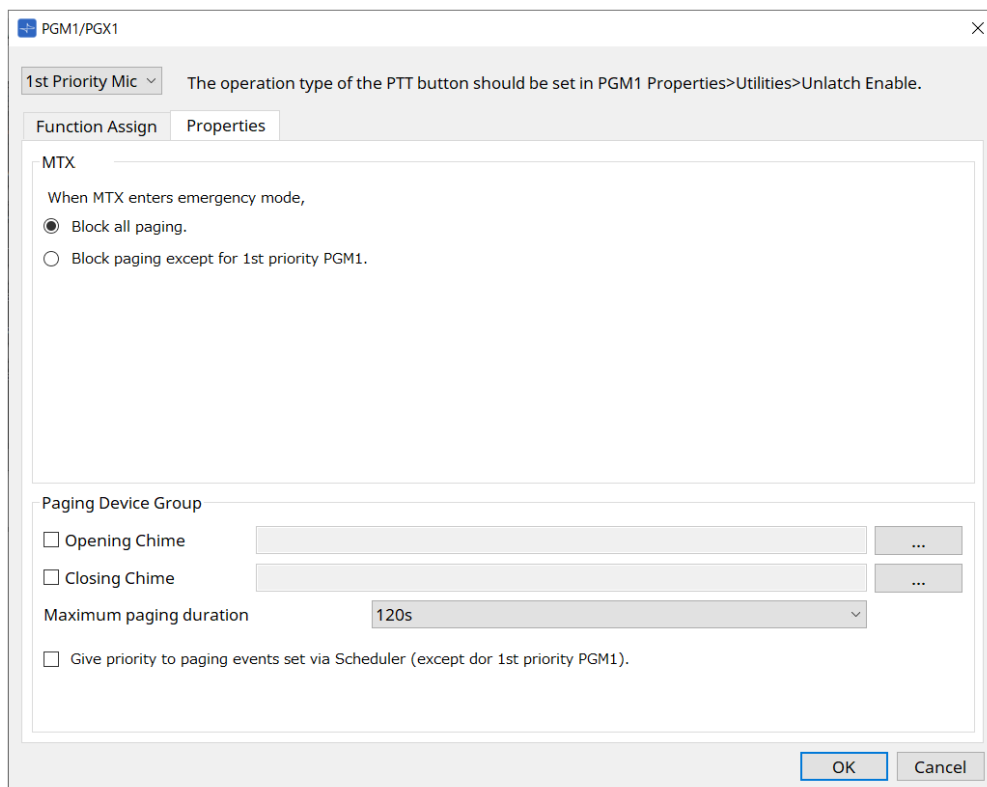 PGM1/PGX1
1st Priority Mic
The operation type of the PTT button should be set in PGM1 Properties>Utilities>Unlatch Enable.
Function Assign
Properties
MTX
When MTX enters emergency mode,
Block all paging.
Block paging except for 1st priority PGM1.
Paging Device Group
Opening Chime
...
Closing Chime
...
Maximum paging duration
120s
Give priority to paging events set via Scheduler (except dor 1st priority PGM1).
OK
Cancel